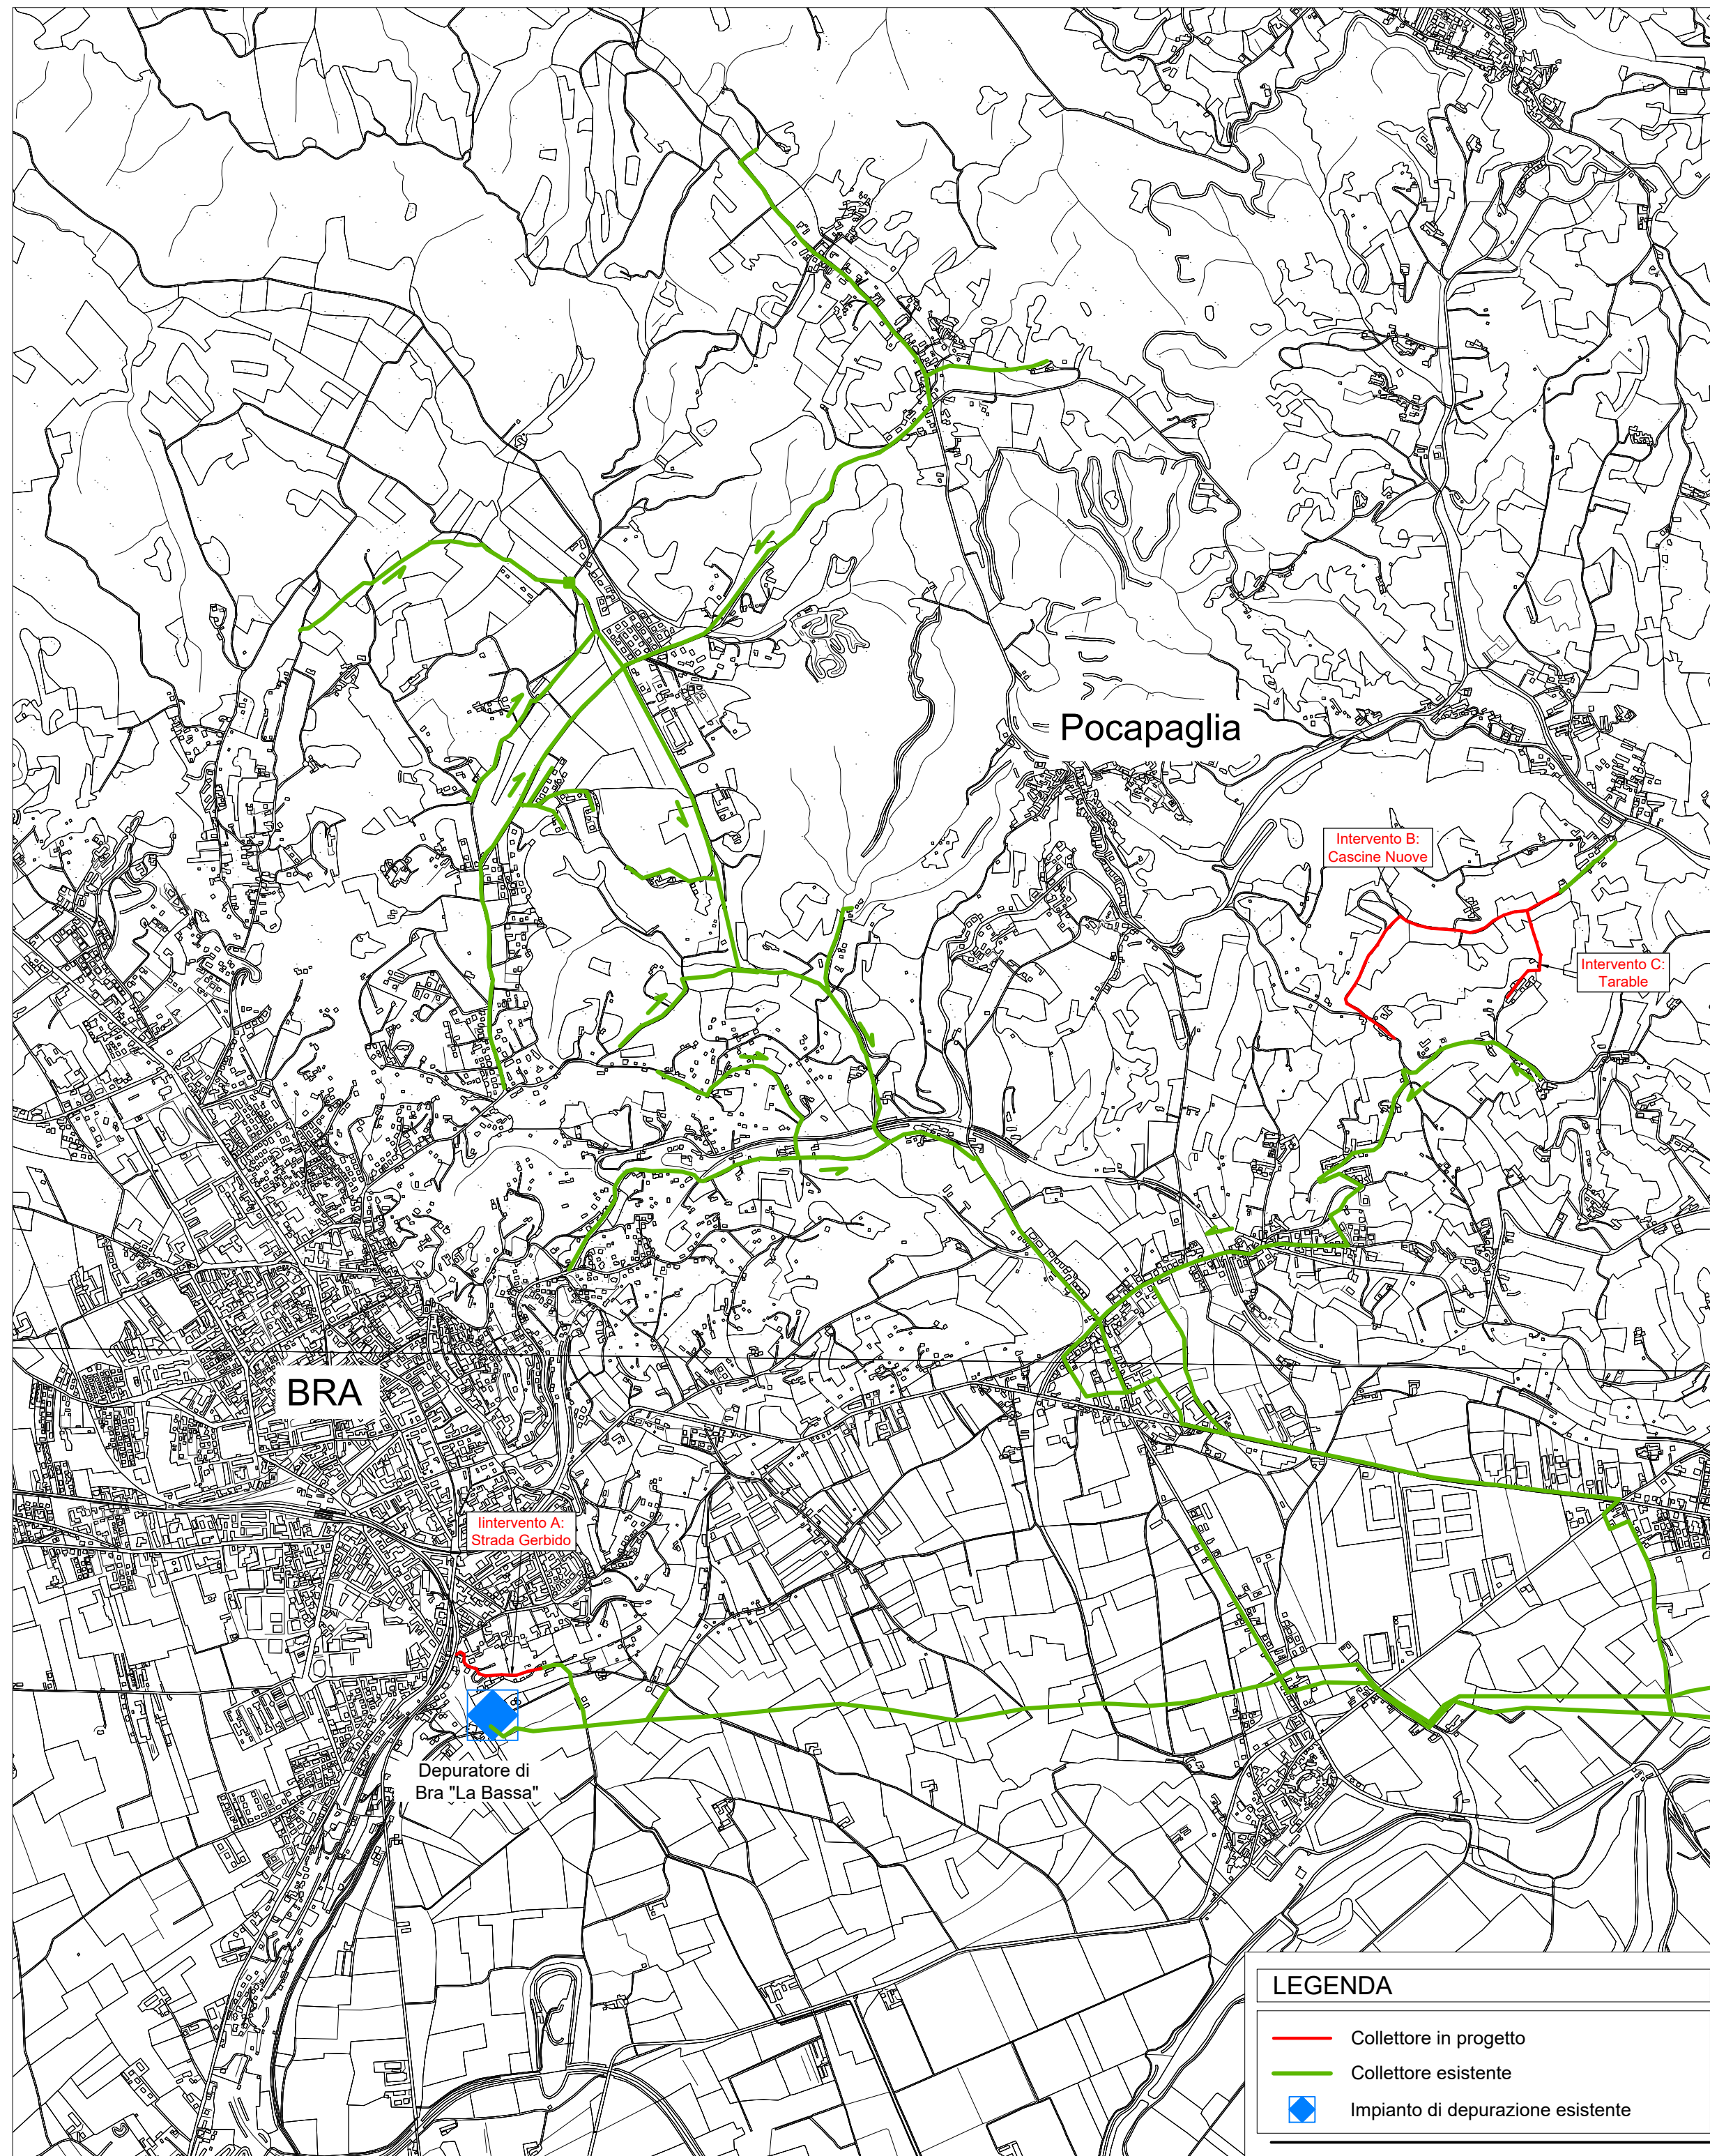 Pocapaglia
Intervento B:
Cascine Nuove
Intervento C:
Tarable
BRA
Iintervento A:
Strada Gerbido
Depuratore di
Bra "La Bassa"
LEGENDA
Collettore in progetto
Collettore esistente
Impianto di depurazione esistente